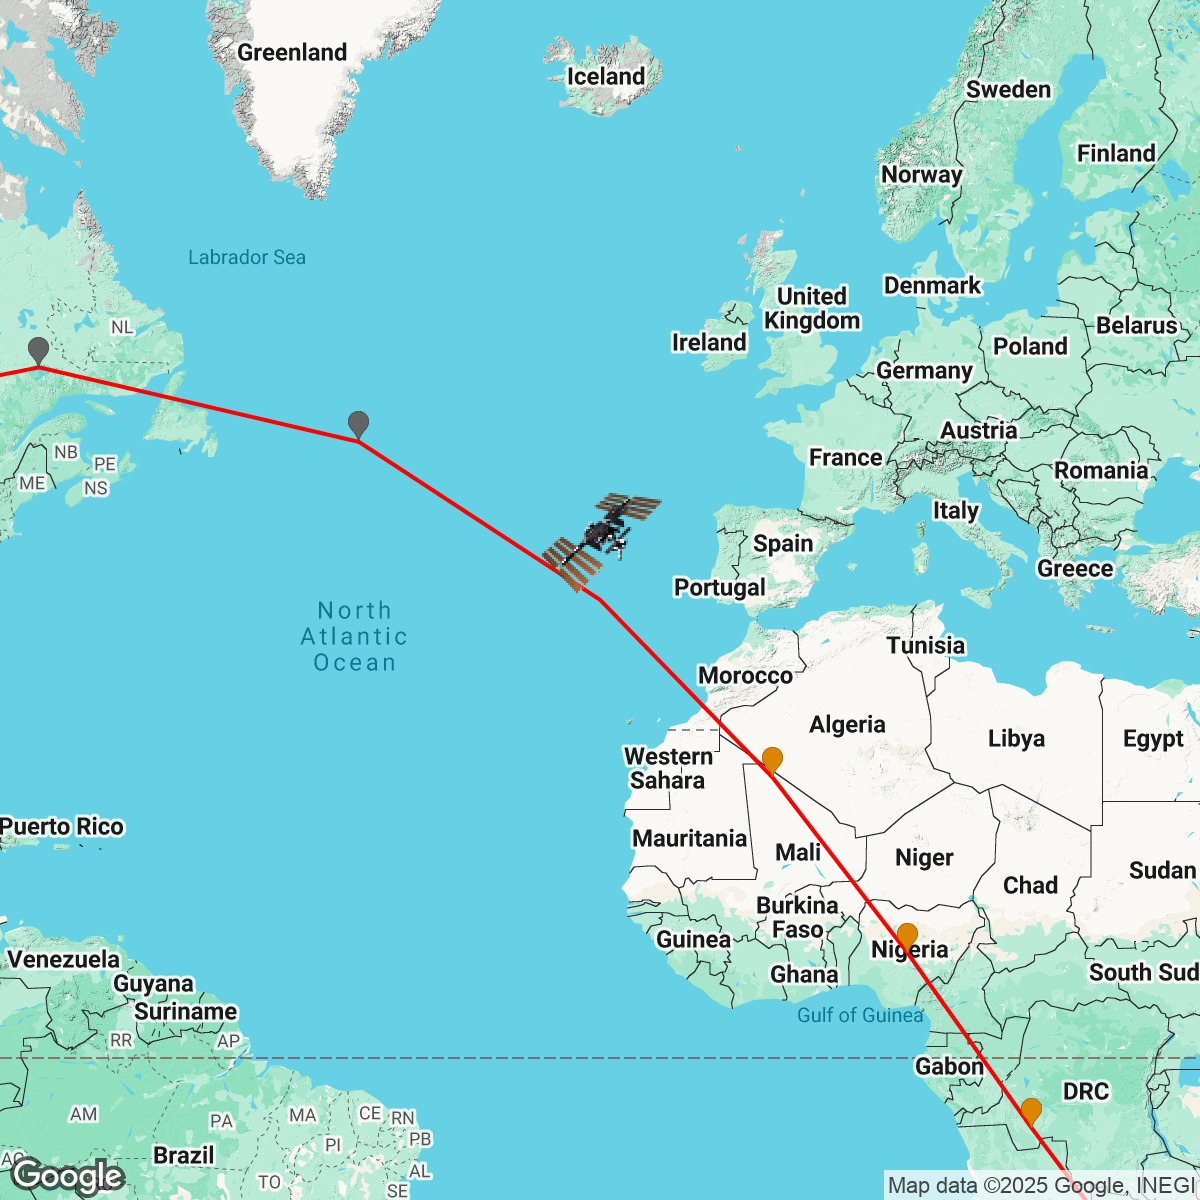 Greenland
Iceland
Sweden
Finland
Norway
Labrador Sea
Denmark
United
Kingdom
NL
Ireland
Belarus
Poland
Germany
Austria
NB
PE
France
Romania
ME
NS
Italy
Spain
Greece
Portugal
North
Atlantic
Ocean
Tunisia
Morocco
Algeria
Libya
Egypt
Western
Sahara
Puerto Rico
Mauritania
Mali
Niger
Sudan
Chad
Burkina
Faso
Guinea
Nigeria
Venezuela
Ghana
South Sud
Guyana
Suriname
Gulf of Guinea
RR
AP
Gabon
DRC
AM
PA
MA
CE
RN
PI
PB
Brazil
AC
AL
TO
SE
Google
Map data ©2025 Google, INEGI